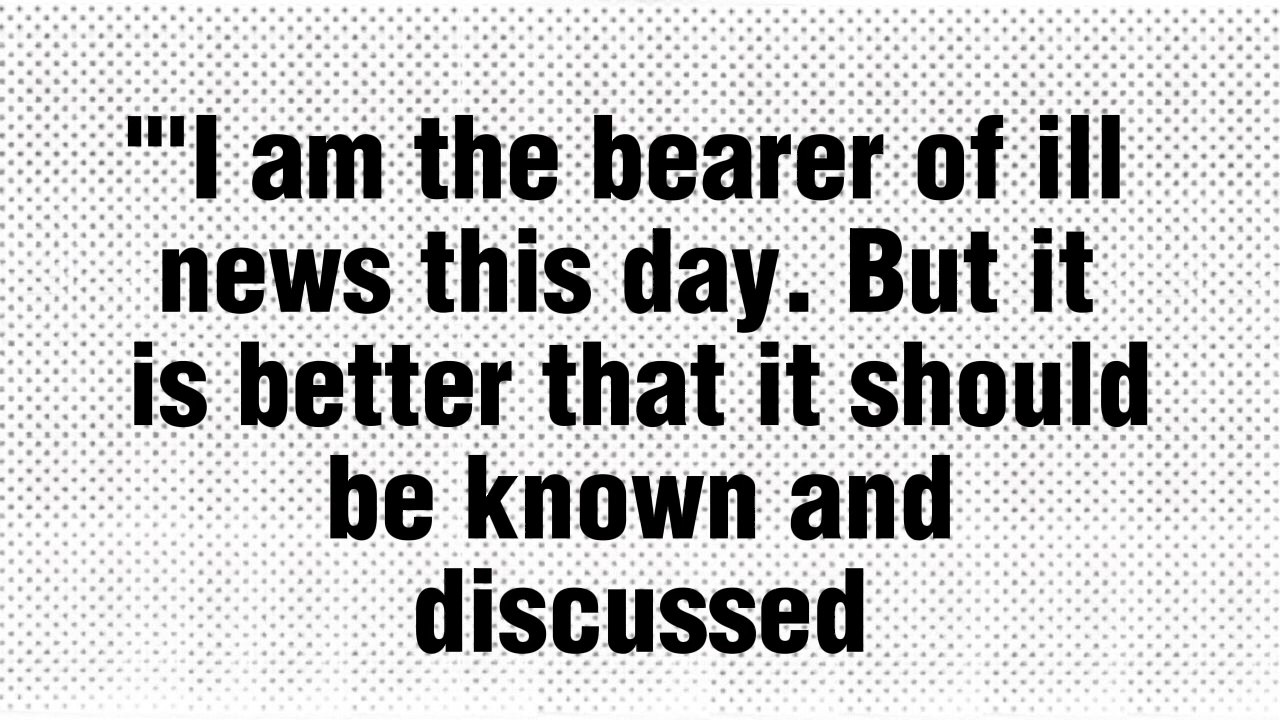 "'I am the bearer of ill
news this day. But it
is better that it should
be known and
discussed